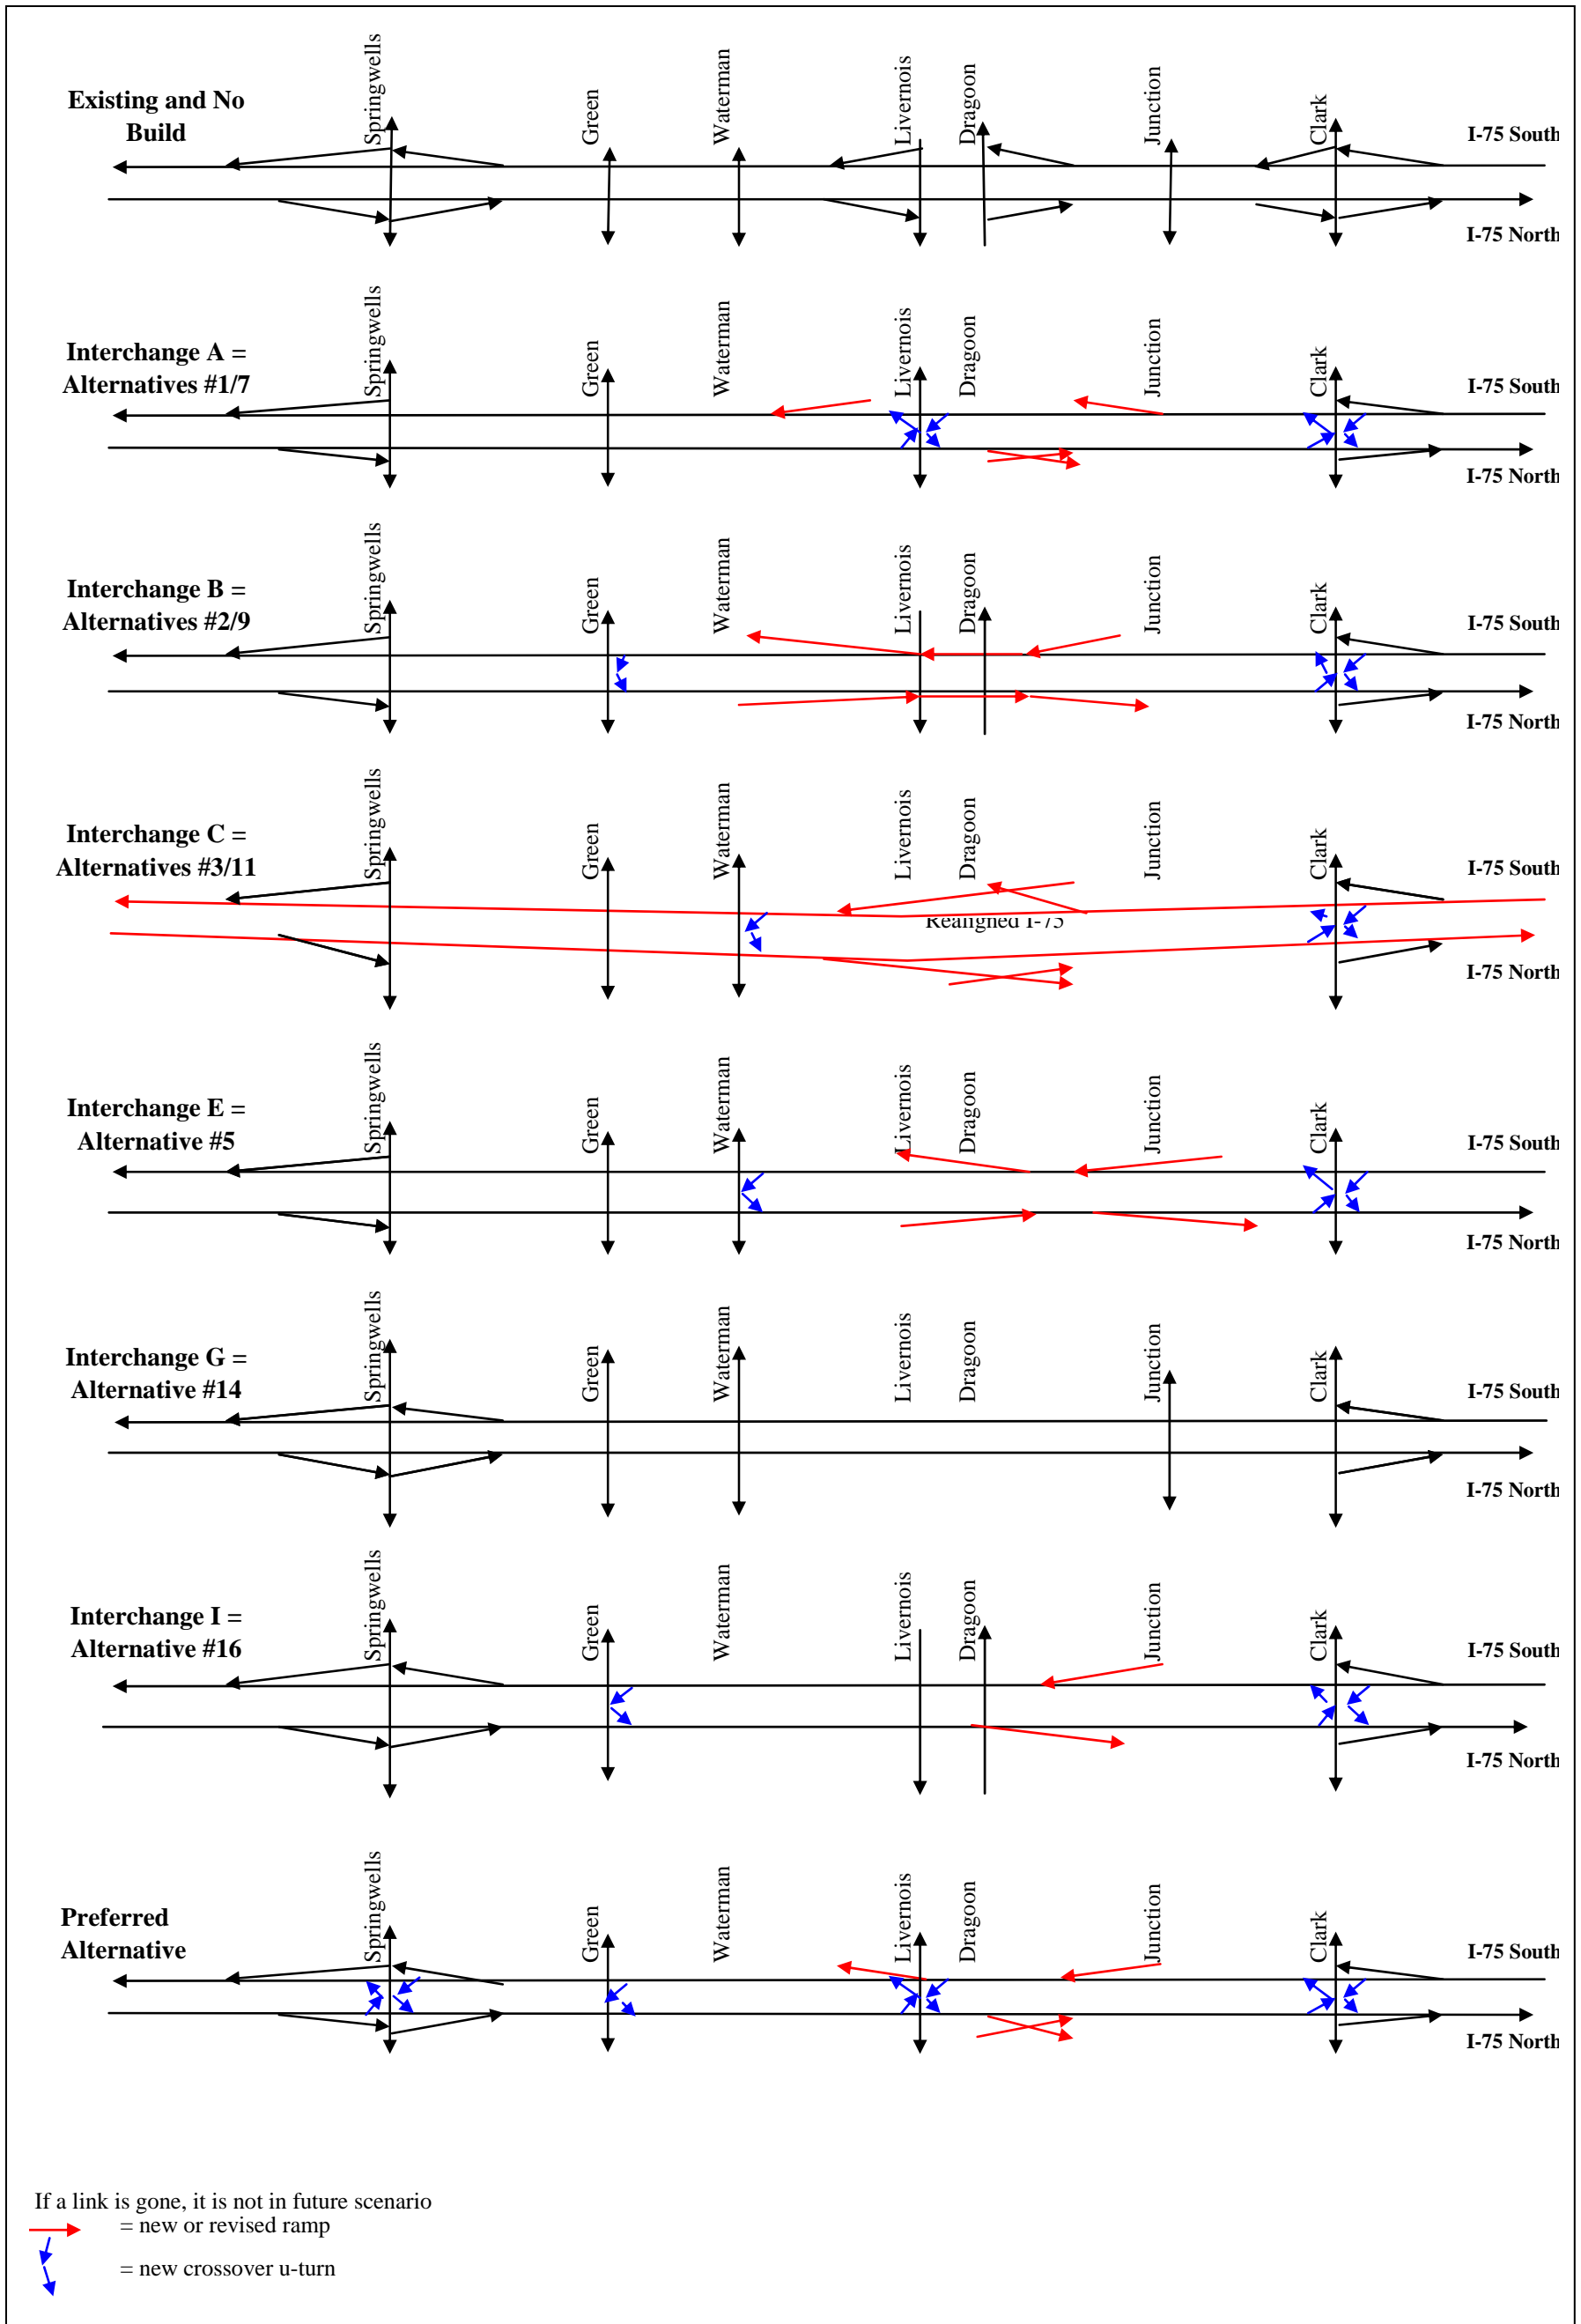 Springwells
Green
Waterman
Livernois
Dragoon
Junction
Clark
Existing and No
Build
I-75 South
I-75 North
Springwells
Green
Waterman
Livernois
Dragoon
Junction
Clark
Interchange A =
Alternatives #1/7
I-75 South
I-75 North
Springwells
Green
Waterman
Livernois
Dragoon
Junction
Clark
Interchange B =
Alternatives #2/9
I-75 South
I-75 North
Springwells
Green
Waterman
Livernois
Dragoon
Junction
Clark
Interchange C =
Alternatives #3/11
I-75 South
Realigned I-75
I-75 North
Springwells
Green
Waterman
Livernois
Dragoon
Junction
Clark
Interchange E =
Alternative #5
I-75 South
I-75 North
Springwells
Green
Waterman
Livernois
Dragoon
Junction
Clark
Interchange G =
Alternative #14
I-75 South
I-75 North
Springwells
Green
Waterman
Livernois
Dragoon
Junction
Clark
Interchange I =
Alternative #16
I-75 South
I-75 North
Springwells
Green
Waterman
Livernois
Dragoon
Junction
Clark
Preferred
Alternative
I-75 South
I-75 North
If a link is gone, it is not in future scenario
= new or revised ramp
= new crossover u-turn